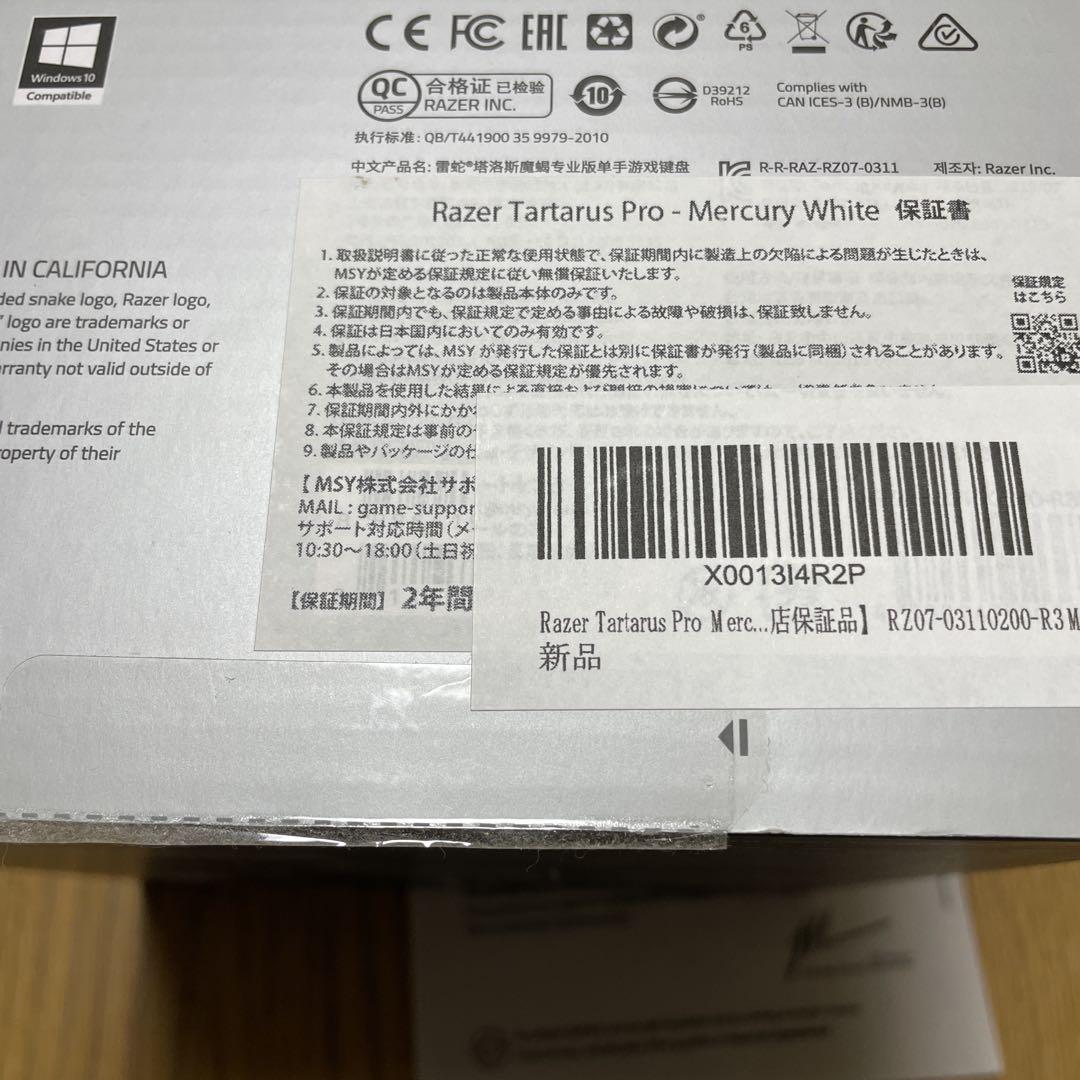 Windows 10
Compatible
CE FC EAC
6
PS
QC
PASS
合格证 已检验
RAZER INC.
10
D39212
RoHS
Complies with
CAN ICES-3 (B)/NMB-3(B)
执行标准: QB/T441900 35 9979-2010
中文产品名: 雷蛇®塔洛斯魔蝎专业版单手游戏键盘
R-R-RAZ-RZ07-0311
제조자: Razer Inc.
IN CALIFORNIA
ded snake logo, Razer logo,
" logo are trademarks or
nies in the United States or
rranty not valid outside of
l trademarks of the
roperty of their
Razer Tartarus Pro - Mercury White 保証書
1. 取扱説明書に従った正常な使用状態で、保証期間内に製造上の欠陥による問題が生じたときは、
MSYが定める保証規定に従い無償保証いたします。
2. 保証の対象となるのは製品本体のみです。
3. 保証期間内でも、保証規定で定める事由による故障や破損は、保証致しません。
4. 保証は日本国内においてのみ有効です。
5. 製品によっては、MSY が発行した保証とは別に保証書が発行(製品に同梱)されることがあります。
その場合はMSYが定める保証規定が優先されます。
6. 本製品を使用した結果
7. 保証期間内外にかか
8. 本保証規定は事前の
9. 製品やパッケージの仕
保証規定
はこちら
【 MSY株式会社サポ
MAIL : game-suppor
サポート対応時間(メー
10:30～18:00(土日祝
【保証期間】 2年間
X0013I4R2P
Razer Tartarus Pro Merc...店保証品】 RZ07-03110200-R3M
新品